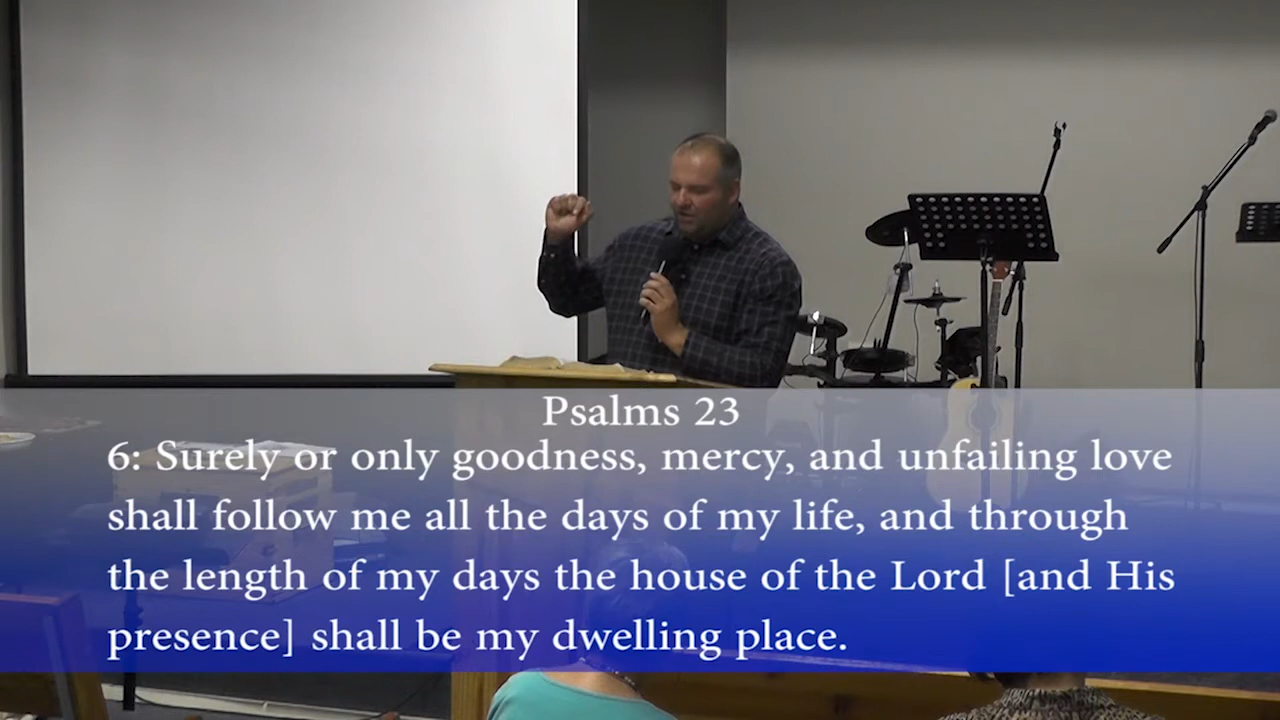 Psalms 23
6: Surely or only goodness, mercy, and unfailing love
shall follow me all the days of my life, and through
the length of my days the house of the Lord [and His
presence] shall be my dwelling place.